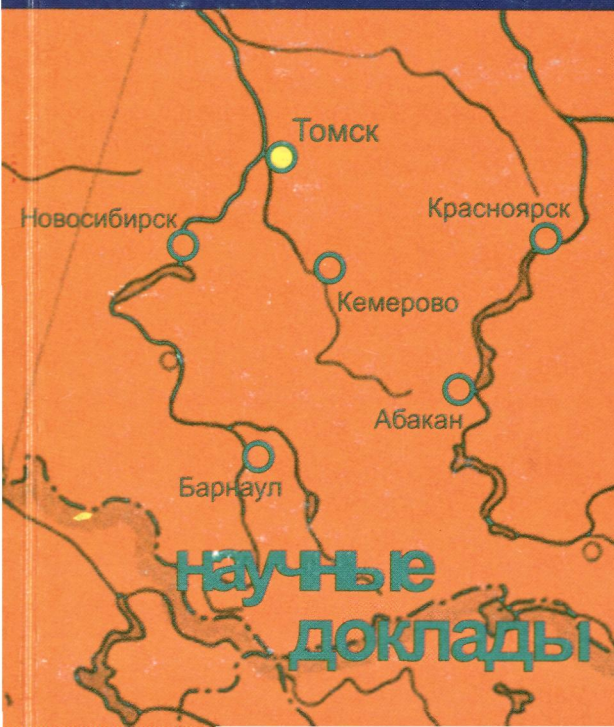 Томск
Красноярск
Новосибирск
Кемерово
Абакан
Барнаул
научные
доклады